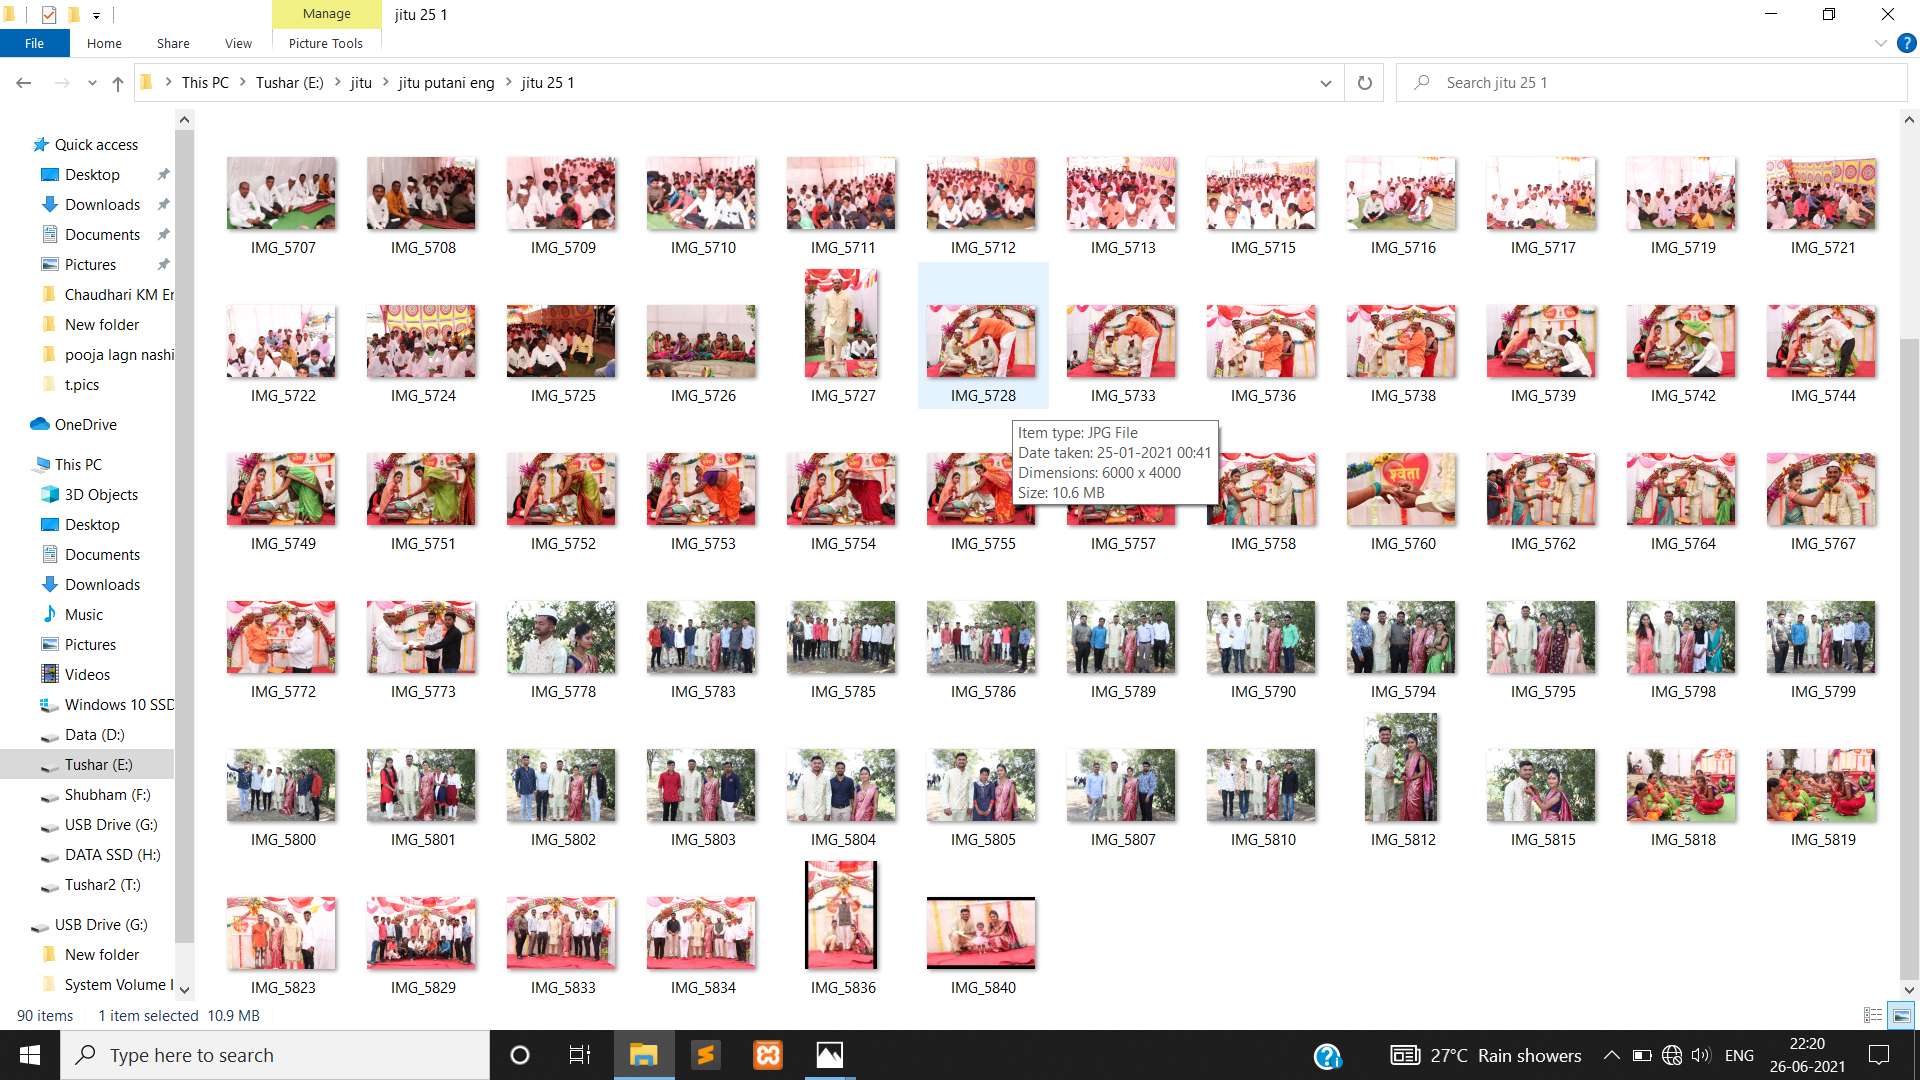 Manage
jitu 25 1
File
Home
Share
View
Picture Tools
This PC
Tushar (E:)
jitu
jitu putani eng
jitu 25 1
Search jitu 25 1
Quick access
Desktop
Downloads
Documents
Pictures
Chaudhari KM Er
New folder
pooja lagn nashi
t.pics
OneDrive
This PC
3D Objects
Desktop
Documents
Downloads
Music
Pictures
Videos
Windows 10 SSD
Data (D:)
Tushar (E:)
Shubham (F:)
USB Drive (G:)
DATA SSD (H:)
Tushar2 (T:)
USB Drive (G:)
New folder
System Volume I
IMG_5707 IMG_5708 IMG_5709 IMG_5710 IMG_5711 IMG_5712 IMG_5713 IMG_5715 IMG_5716 IMG_5717 IMG_5719 IMG_5721
IMG_5722 IMG_5724 IMG_5725 IMG_5726 IMG_5727 IMG_5728 IMG_5733 IMG_5736 IMG_5738 IMG_5739 IMG_5742 IMG_5744
Item type: JPG File
Date taken: 25-01-2021 00:41
Dimensions: 6000 x 4000
Size: 10.6 MB
श्वेता
IMG_5749 IMG_5751 IMG_5752 IMG_5753 IMG_5754 IMG_5755 IMG_5757 IMG_5758 IMG_5760 IMG_5762 IMG_5764 IMG_5767
IMG_5772 IMG_5773 IMG_5778 IMG_5783 IMG_5785 IMG_5786 IMG_5789 IMG_5790 IMG_5794 IMG_5795 IMG_5798 IMG_5799
IMG_5800 IMG_5801 IMG_5802 IMG_5803 IMG_5804 IMG_5805 IMG_5807 IMG_5810 IMG_5812 IMG_5815 IMG_5818 IMG_5819
IMG_5823 IMG_5829 IMG_5833 IMG_5834 IMG_5836 IMG_5840
90 items 1 item selected 10.9 MB
Type here to search
27°C Rain showers
ENG
22:20
26-06-2021